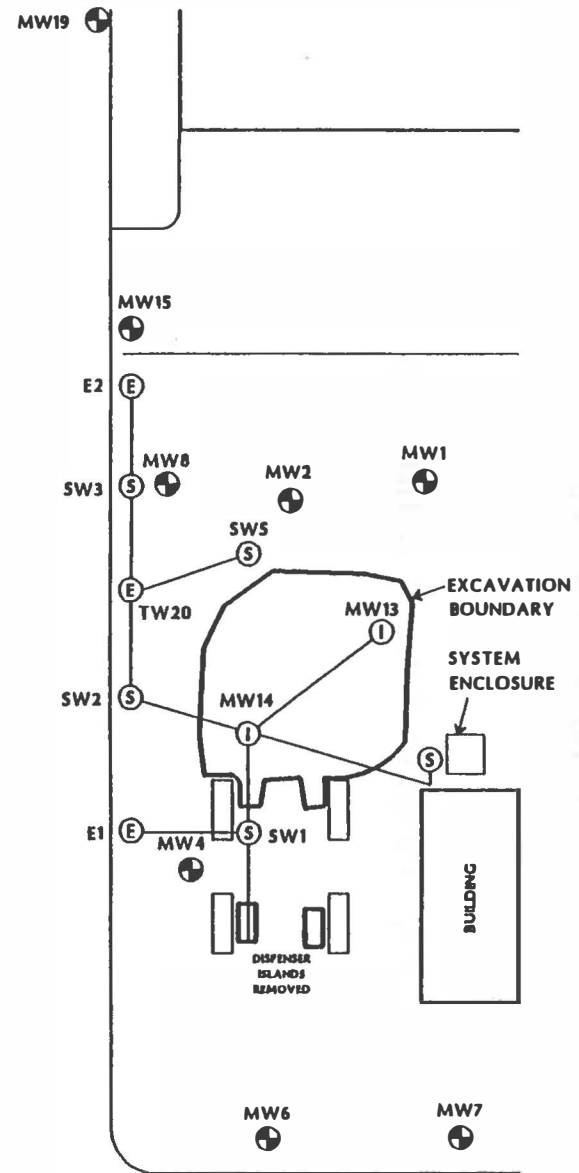 MW19
MW15
E2
E
MW8
MW1
SW3
S
MW2
SW5
S
EXCAVATION
BOUNDARY
E
TW20
MW13
I
SYSTEM
ENCLOSURE
SW2
S
MW14
I
S
E1
E
S
SW1
MW4
BUILDING
DISPENSER
ISLANDS
REMOVED
MW6
MW7